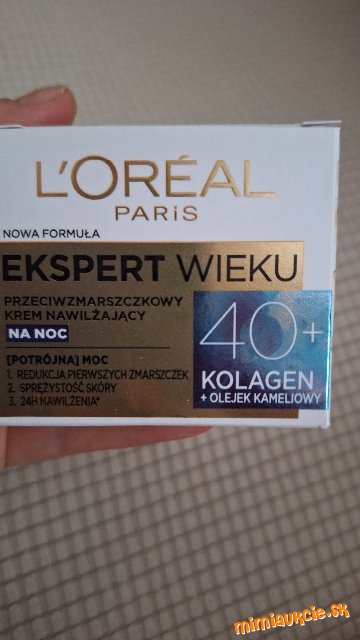 L'ORÉAL
PARIS
NOWA FORMUŁA
EKSPERT WIEKU
PRZECIWZMARSZCZKOWY
KREM NAWILŻAJĄCY
NA NOC
[POTRÓJNA] MOC
1. REDUKCJA PIERWSZYCH ZMARSZCZEK
2. SPRĘŻYSTOŚĆ SKÓRY
3. 24H NAWILŻENIA*
40+
KOLAGEN
+ OLEJEK KAMELIOWY
mimiaukcie.sk